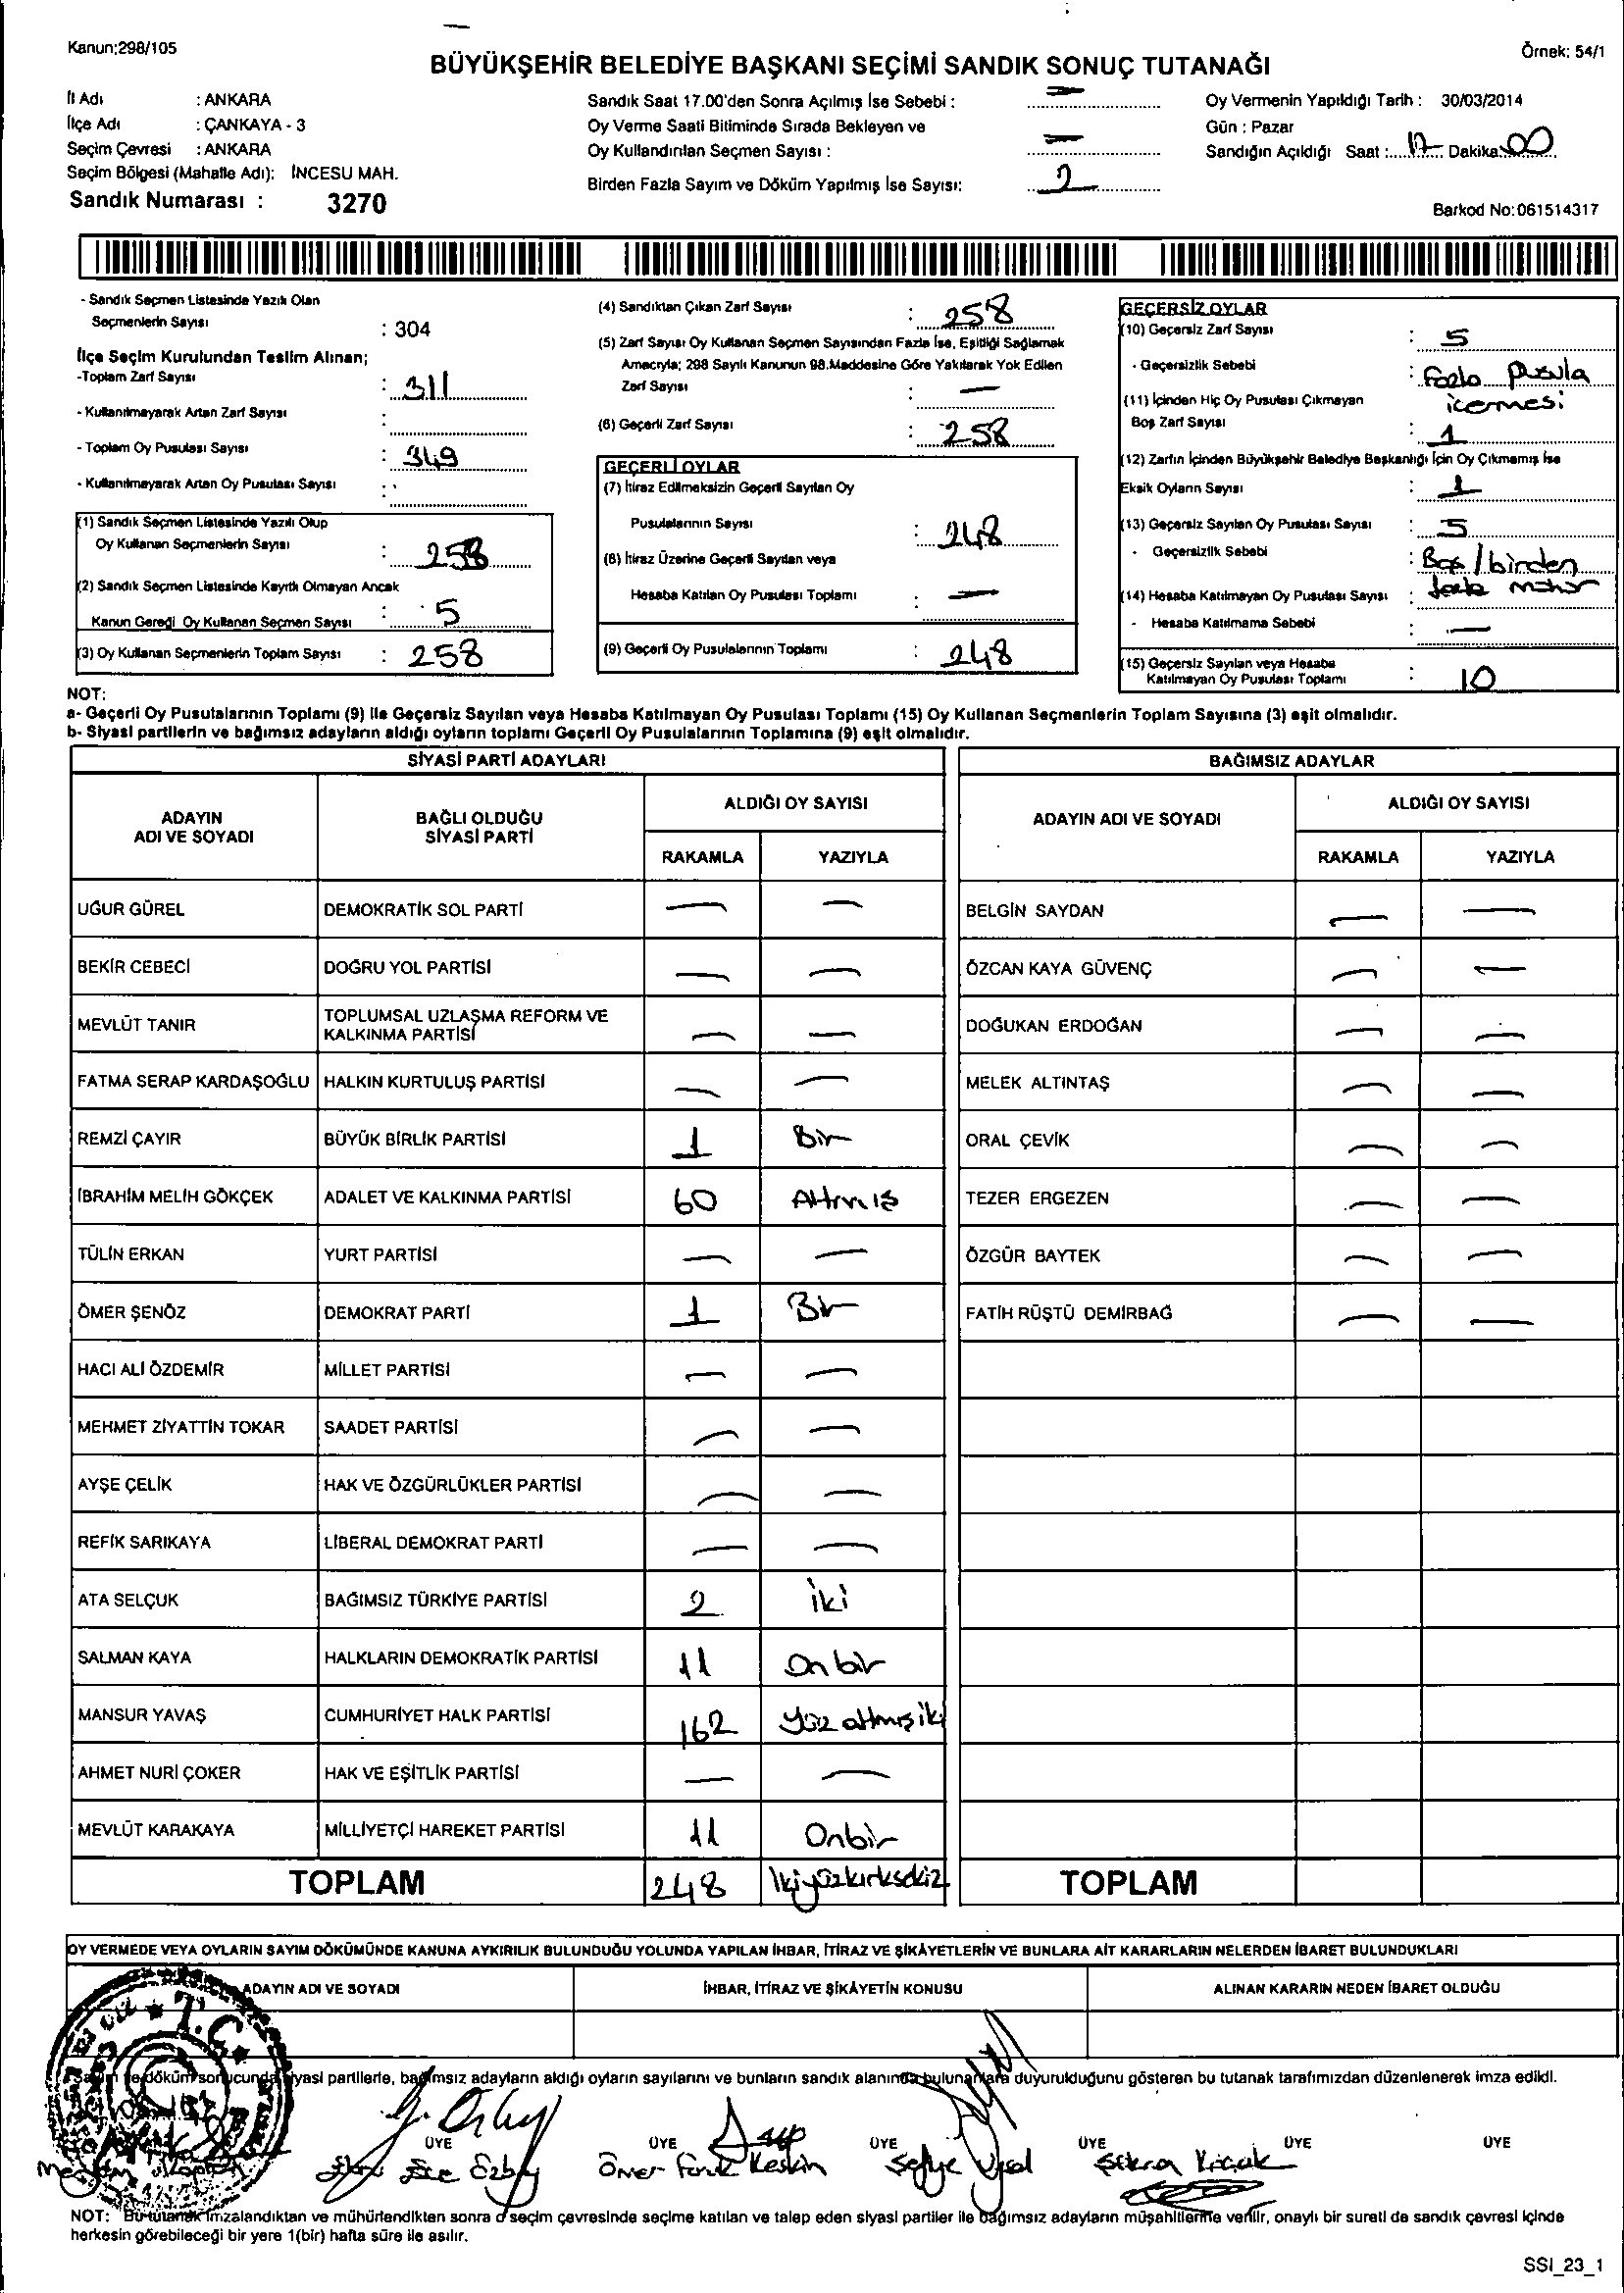 Kanun;298/105
Örnek: 54/1
BÜYÜKŞEHİR BELEDİYE BAŞKANI SEÇİMİ SANDIK SONUÇ TUTANAĞI
İl Adı : ANKARA
İlçe Adı : ÇANKAYA - 3
Seçim Çevresi : ANKARA
Seçim Bölgesi (Mahalle Adı): İNCESU MAH.
Sandık Numarası : 3270
Sandık Saat 17.00'den Sonra Açılmış İse Sebebi : —
Oy Verme Saati Bitiminde Sırada Bekleyen ve
Oy Kullandırılan Seçmen Sayısı : —
Birden Fazla Sayım ve Döküm Yapılmış İse Sayısı: 2
Oy Vermenin Yapıldığı Tarih : 30/03/2014
Gün : Pazar
Sandığın Açıldığı Saat : 17 Dakika: 00
Barkod No:061514317
- Sandık Seçmen Listesinde Yazılı Olan
Seçmenlerin Sayısı : 304
İlçe Seçim Kurulundan Teslim Alınan;
-Toplam Zarf Sayısı : 311
- Kullanılmayarak Artan Zarf Sayısı :
- Toplam Oy Pusulası Sayısı : 349
- Kullanılmayarak Artan Oy Pusulası Sayısı :
(1) Sandık Seçmen Listesinde Yazılı Olup
Oy Kullanan Seçmenlerin Sayısı :
(2) Sandık Seçmen Listesinde Kayıtlı Olmayan Ancak
Kanun Gereği Oy Kullanan Seçmen Sayısı : 5
(3) Oy Kullanan Seçmenlerin Toplam Sayısı : 258
(4) Sandıktan Çıkan Zarf Sayısı : 258
(5) Zarf Sayısı Oy Kullanan Seçmen Sayısından Fazla İse, Eşitliği Sağlamak
Amacıyla; 298 Sayılı Kanunun 98.Maddesine Göre Yakılarak Yok Edilen
Zarf Sayısı : —
(6) Geçerli Zarf Sayısı : 258
GEÇERLİ OYLAR
(7) İtiraz Edilmeksizin Geçerli Sayılan Oy
Pusulalarının Sayısı : 248
(8) İtiraz Üzerine Geçerli Sayılan veya
Hesaba Katılan Oy Pusulası Toplamı : —
(9) Geçerli Oy Pusulalarının Toplamı : 248
GEÇERSİZ OYLAR
(10) Geçersiz Zarf Sayısı : 5
- Geçersizlik Sebebi : Fazla pusula
içermesi
(11) İçinden Hiç Oy Pusulası Çıkmayan
Boş Zarf Sayısı : 1
(12) Zarfın İçinden Büyükşehir Belediye Başkanlığı İçin Oy Çıkmamış İse
Eksik Oyların Sayısı : 1
(13) Geçersiz Sayılan Oy Pusulası Sayısı : 5
- Geçersizlik Sebebi : Boş / birden
fazla mühür
(14) Hesaba Katılmayan Oy Pusulası Sayısı :
- Hesaba Katılmama Sebebi : —
(15) Geçersiz Sayılan veya Hesaba
Katılmayan Oy Pusulası Toplamı : 10
NOT:
a- Geçerli Oy Pusulalarının Toplamı (9) ile Geçersiz Sayılan veya Hesaba Katılmayan Oy Pusulası Toplamı (15) Oy Kullanan Seçmenlerin Toplam Sayısına (3) eşit olmalıdır.
b- Siyasi partilerin ve bağımsız adayların aldığı oyların toplamı Geçerli Oy Pusulalarının Toplamına (9) eşit olmalıdır.
SİYASİ PARTİ ADAYLARI
BAĞIMSIZ ADAYLAR
ADAYIN
ADI VE SOYADI
BAĞLI OLDUĞU
SİYASİ PARTİ
ALDIĞI OY SAYISI
RAKAMLA YAZIYLA
ADAYIN ADI VE SOYADI
ALDIĞI OY SAYISI
RAKAMLA YAZIYLA
UĞUR GÜREL DEMOKRATİK SOL PARTİ — — BELGİN SAYDAN — —
BEKİR CEBECİ DOĞRU YOL PARTİSİ — — ÖZCAN KAYA GÜVENÇ — —
MEVLÜT TANIR TOPLUMSAL UZLAŞMA REFORM VE
KALKINMA PARTİSİ — — DOĞUKAN ERDOĞAN — —
FATMA SERAP KARDAŞOĞLU HALKIN KURTULUŞ PARTİSİ — — MELEK ALTINTAŞ — —
REMZİ ÇAYIR BÜYÜK BİRLİK PARTİSİ 1 Bir ORAL ÇEVİK — —
İBRAHİM MELİH GÖKÇEK ADALET VE KALKINMA PARTİSİ 60 Altmış TEZER ERGEZEN — —
TÜLİN ERKAN YURT PARTİSİ — — ÖZGÜR BAYTEK — —
ÖMER ŞENÖZ DEMOKRAT PARTİ 1 Bir FATİH RÜŞTÜ DEMİRBAĞ — —
HACI ALİ ÖZDEMİR MİLLET PARTİSİ — —
MEHMET ZİYATTİN TOKAR SAADET PARTİSİ — —
AYŞE ÇELİK HAK VE ÖZGÜRLÜKLER PARTİSİ — —
REFİK SARIKAYA LİBERAL DEMOKRAT PARTİ — —
ATA SELÇUK BAĞIMSIZ TÜRKİYE PARTİSİ 2 iki
SALMAN KAYA HALKLARIN DEMOKRATİK PARTİSİ 11 Onbir
MANSUR YAVAŞ CUMHURİYET HALK PARTİSİ 162 Yüz altmış iki
AHMET NURİ ÇOKER HAK VE EŞİTLİK PARTİSİ — —
MEVLÜT KARAKAYA MİLLİYETÇİ HAREKET PARTİSİ 11 Onbir
TOPLAM 248 İkiyüzkırksekiz TOPLAM
OY VERMEDE VEYA OYLARIN SAYIM DÖKÜMÜNDE KANUNA AYKIRILIK BULUNDUĞU YOLUNDA YAPILAN İHBAR, İTİRAZ VE ŞİKÂYETLERİN VE BUNLARA AİT KARARLARIN NELERDEN İBARET BULUNDUKLARI
ADAYIN ADI VE SOYADI İHBAR, İTİRAZ VE ŞİKÂYETİN KONUSU ALINAN KARARIN NEDEN İBARET OLDUĞU
T.C.
döküm sonucunda siyasi partilerle, bağımsız adayların aldığı oyların sayılarını ve bunların sandık alanında bulunanlara duyurulduğunu gösteren bu tutanak tarafımızdan düzenlenerek imza edildi.
ÜYE ÜYE ÜYE ÜYE ÜYE ÜYE
Ece Özbay Ömer Faruk Keskin Safiye Uysal Küçük
NOT: Bu tutanak imzalandıktan ve mühürlendikten sonra o seçim çevresinde seçime katılan ve talep eden siyasi partiler ile bağımsız adayların müşahitlerine verilir, onaylı bir sureti de sandık çevresi içinde
herkesin görebileceği bir yere 1(bir) hafta süre ile asılır.
SSI_23_1